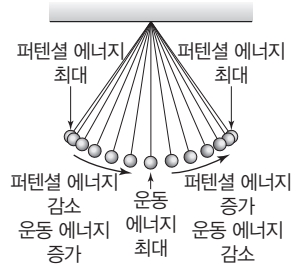 퍼텐셜 에너지
최대
퍼텐셜 에너지
최대
퍼텐셜 에너지
감소
운동 에너지
증가
운동
에너지
최대
퍼텐셜 에너지
증가
운동 에너지
감소